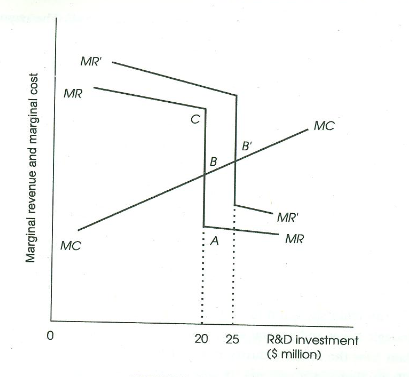 Marginal revenue and marginal cost
MR'
MR
C
MC
B'
B
MR'
MR
A
MC
0
20
25
R&D investment
($ million)